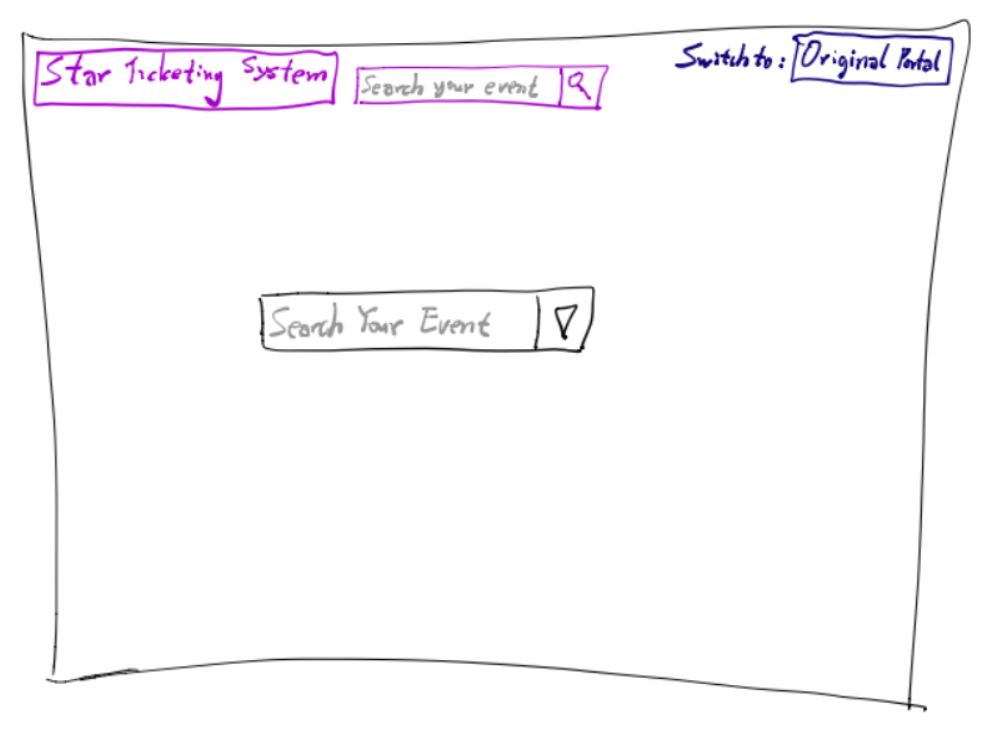 Star Ticketing System
Search your event
Switch to: Original Portal
Search Your Event